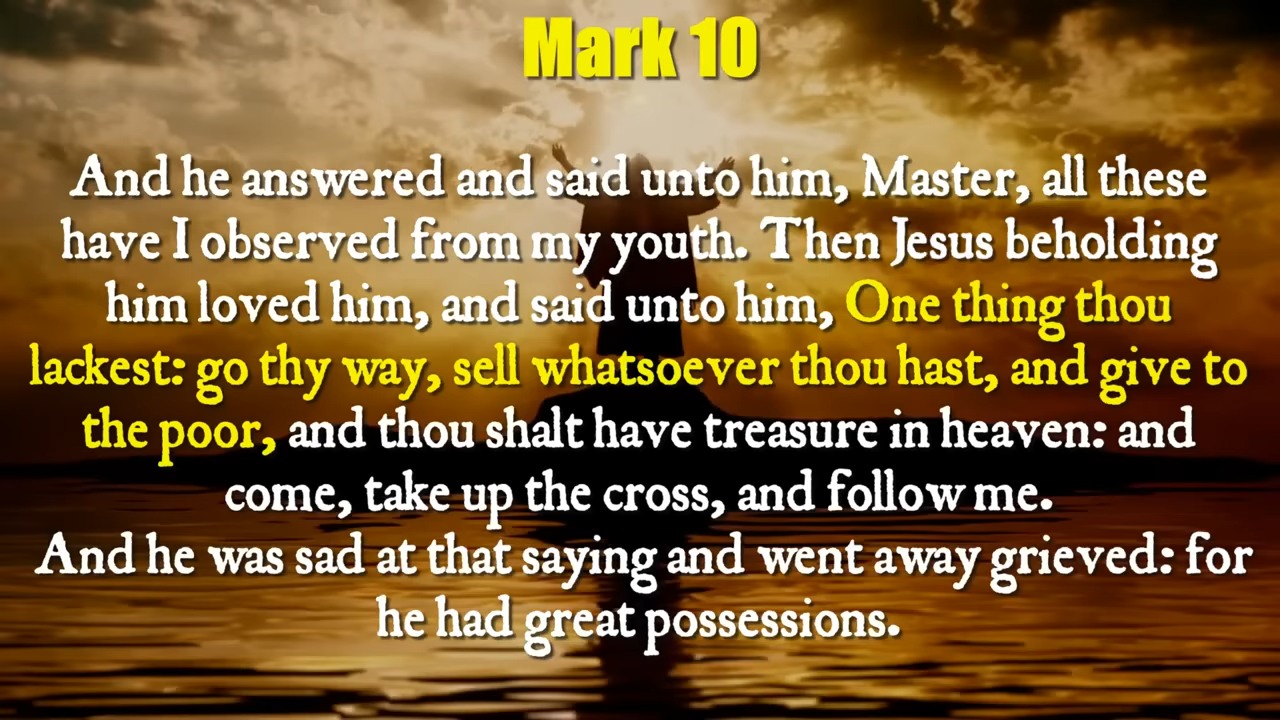 Mark 10
And he answered and said unto him, Master, all these
have I observed from my youth. Then Jesus beholding
him loved him, and said unto him, One thing thou
lackest: go thy way, sell whatsoever thou hast, and give to
the poor, and thou shalt have treasure in heaven: and
come, take up the cross, and follow me.
And he was sad at that saying and went away grieved: for
he had great possessions.